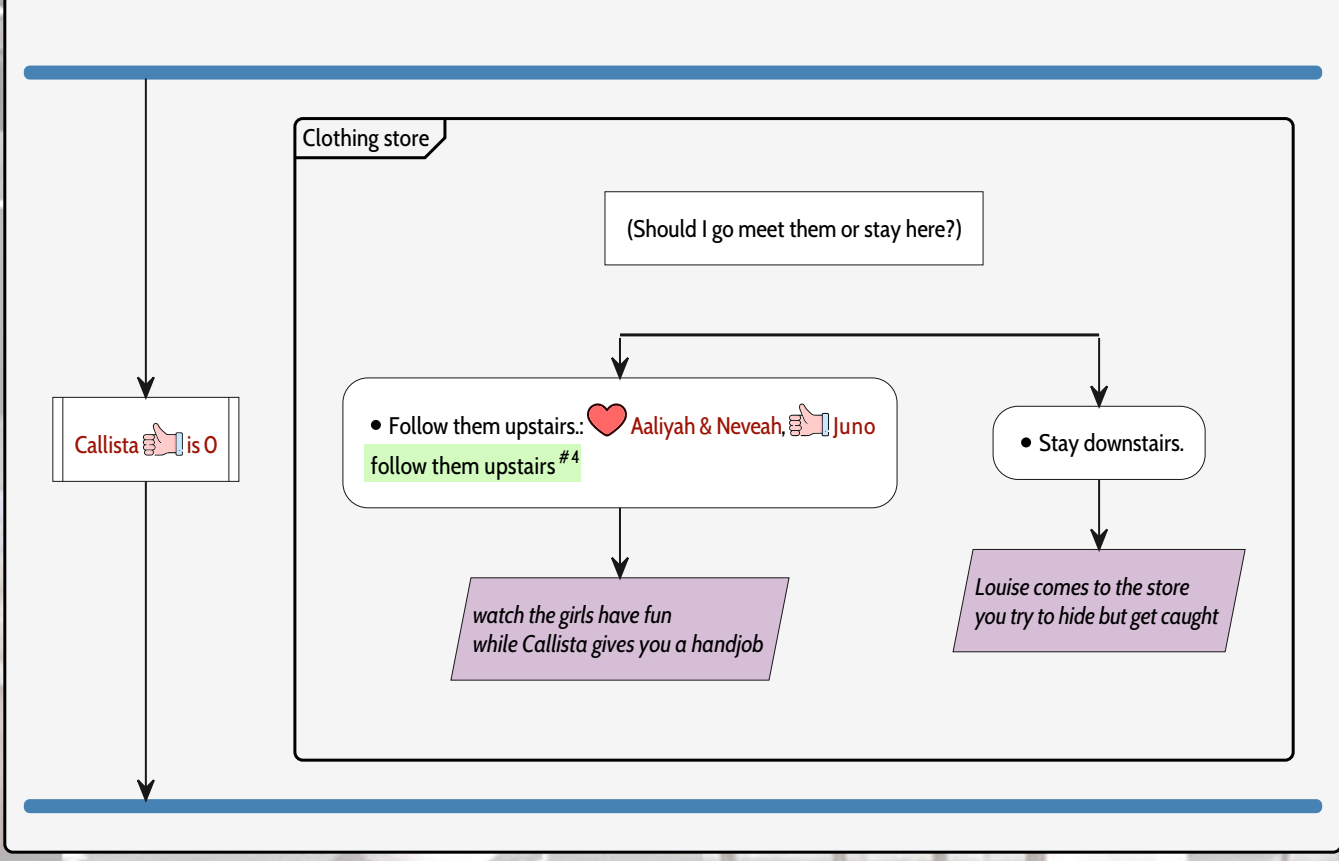 Clothing store
(Should I go meet them or stay here?)
Callista is 0
• Follow them upstairs.: Aaliyah & Neveah, Juno
follow them upstairs #4
• Stay downstairs.
watch the girls have fun
while Callista gives you a handjob
Louise comes to the store
you try to hide but get caught